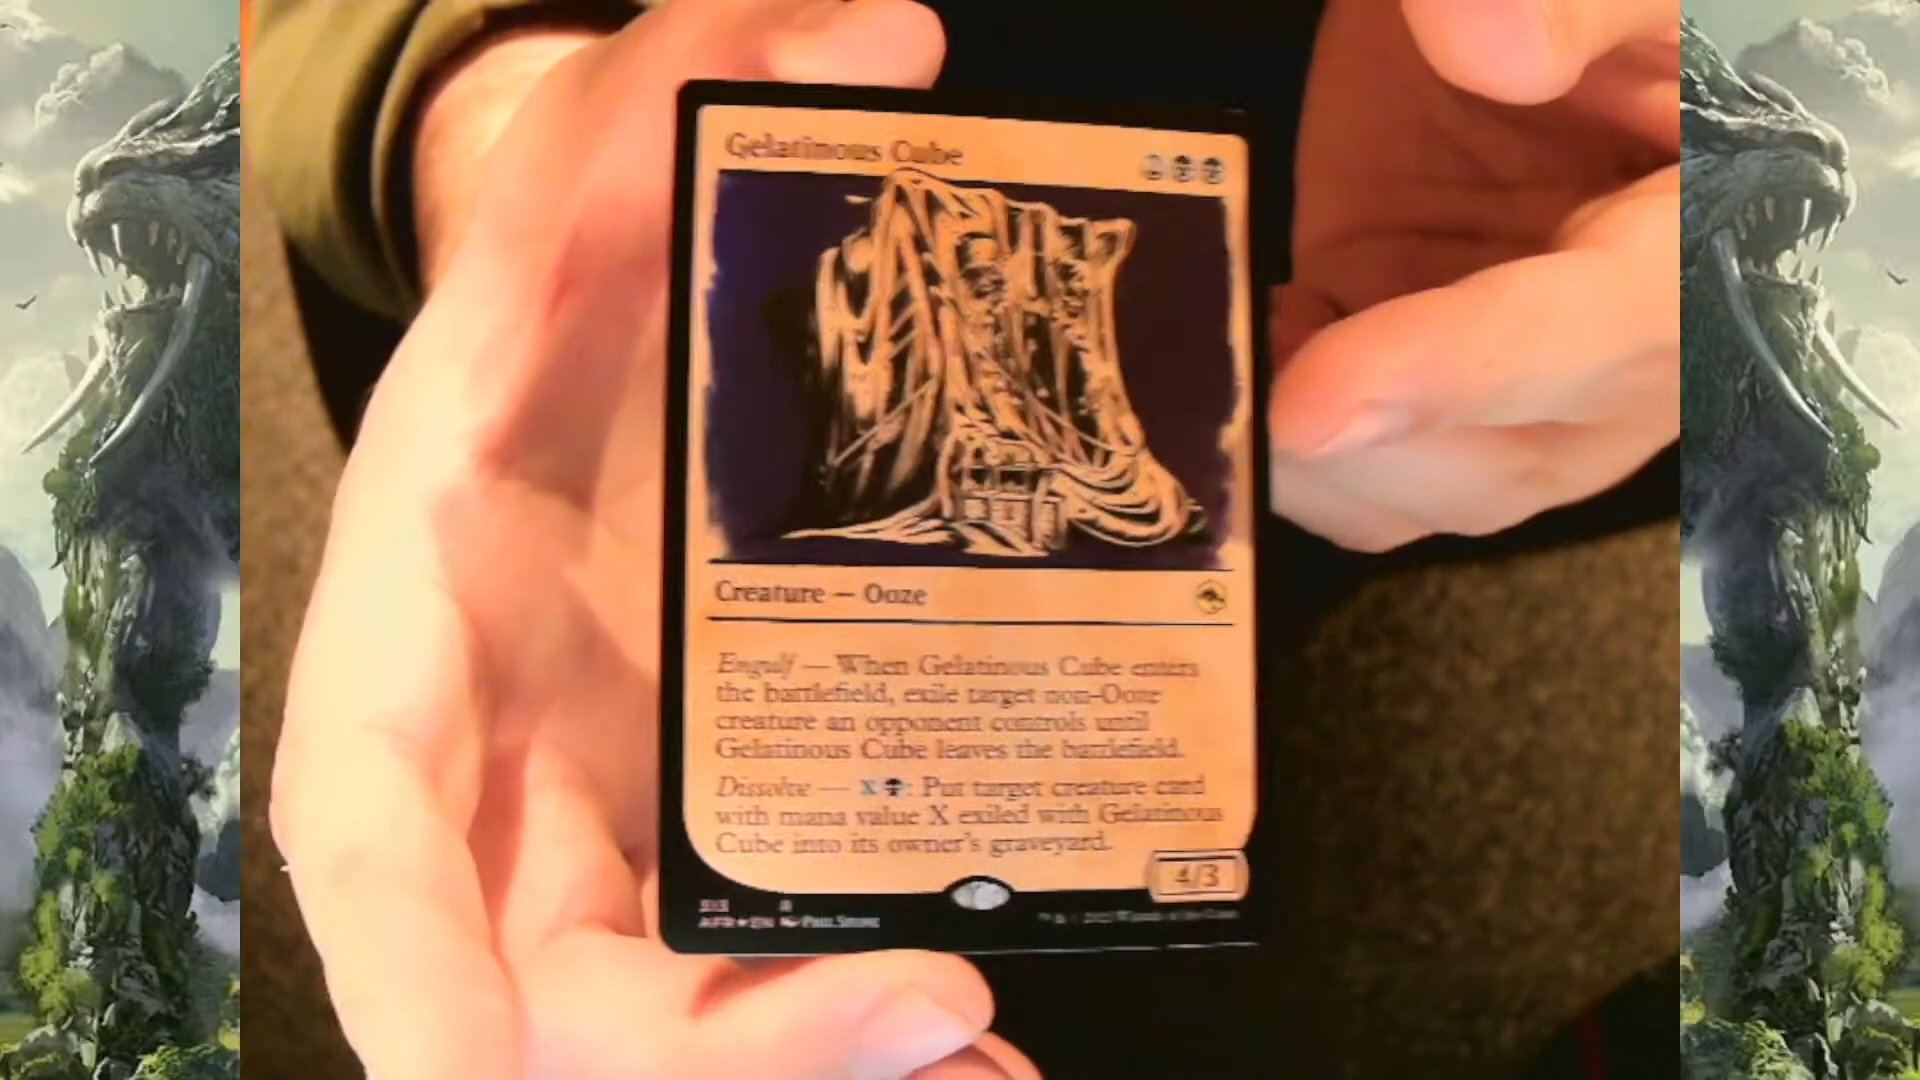 Gelatinous Cube
Creature — Ooze
Engulf — When Gelatinous Cube enters
the battlefield, exile target non-Ooze
creature an opponent controls until
Gelatinous Cube leaves the battlefield.
Dissolve — X : Put target creature card
with mana value X exiled with Gelatinous
Cube into its owner's graveyard.
4/3
R
AFR EN